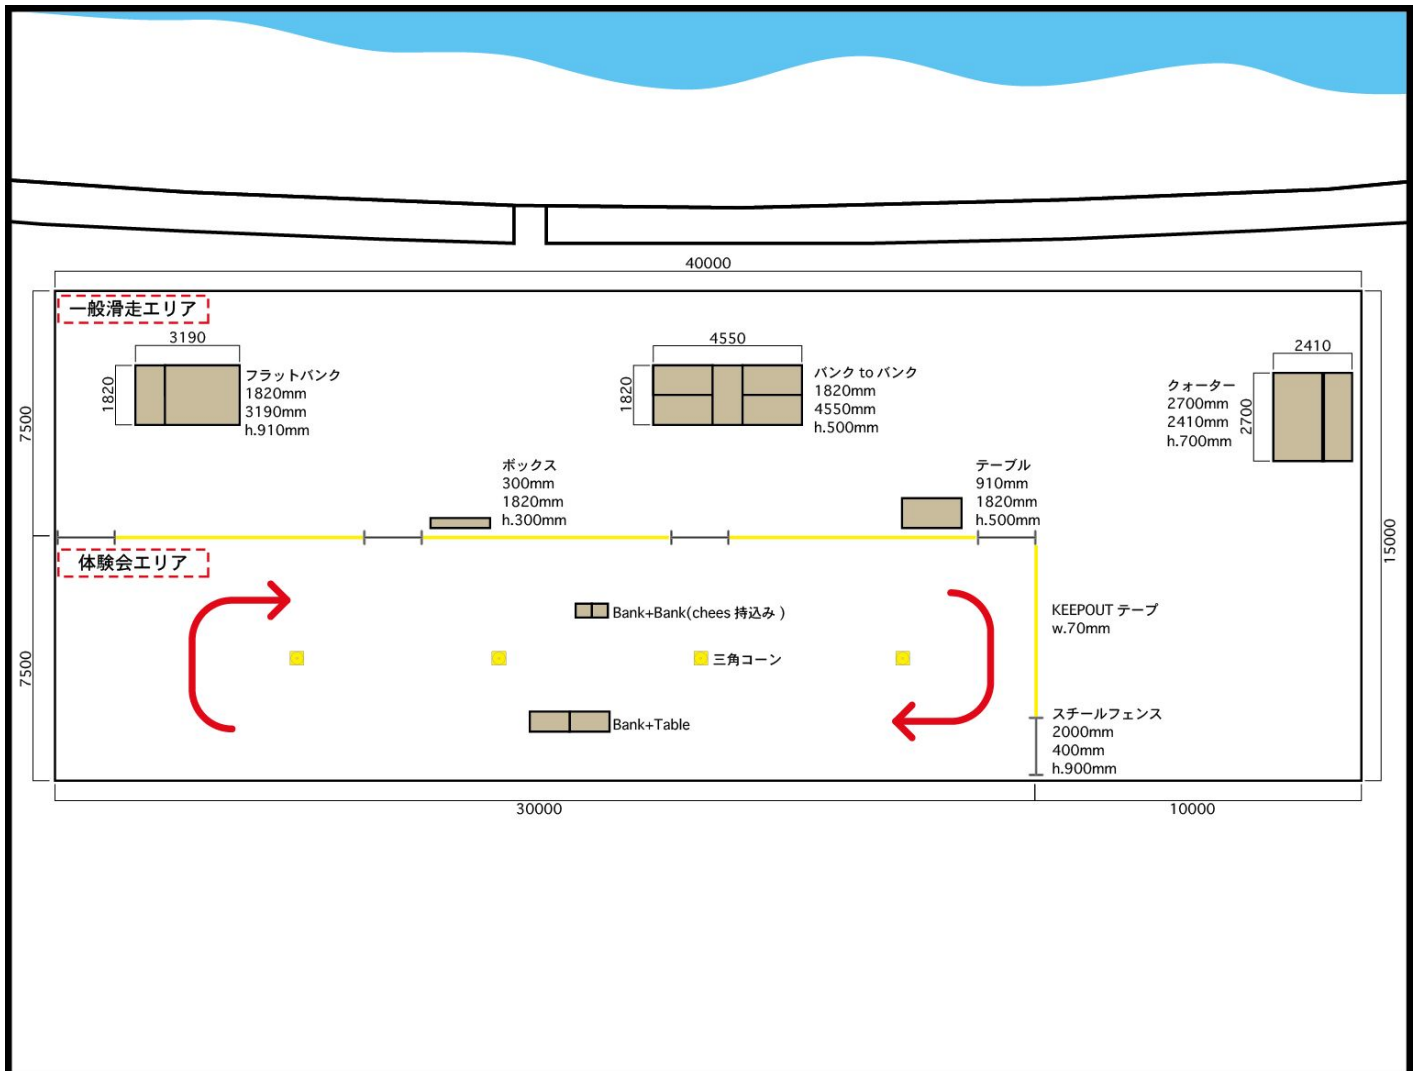 40000
一般滑走エリア
3190
1820
フラットバンク
1820mm
3190mm
h.910mm
4550
1820
バンク to バンク
1820mm
4550mm
h.500mm
2410
2700
クォーター
2700mm
2410mm
h.700mm
7500
ボックス
300mm
1820mm
h.300mm
テーブル
910mm
1820mm
h.500mm
15000
体験会エリア
7500
Bank+Bank(chees 持込み )
三角コーン
Bank+Table
KEEPOUT テープ
w.70mm
スチールフェンス
2000mm
400mm
h.900mm
30000
10000